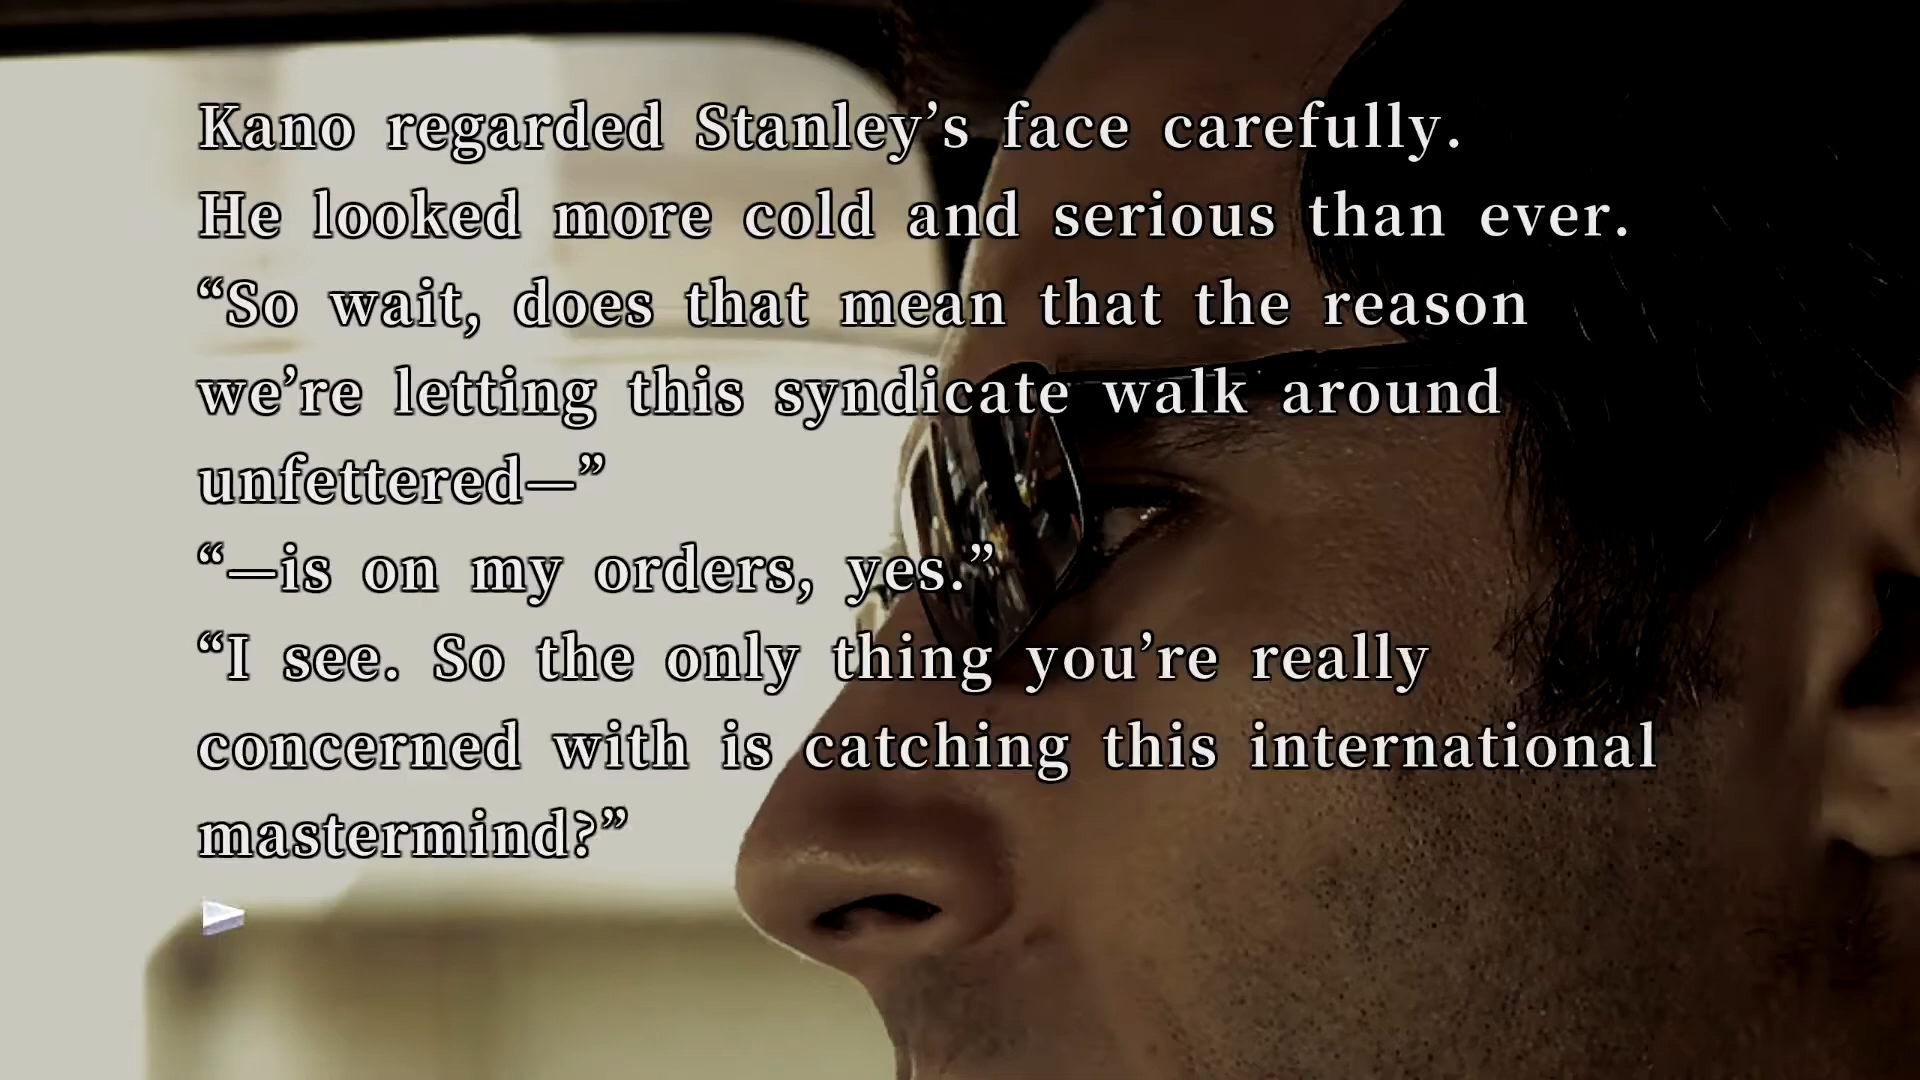 Kano regarded Stanley’s face carefully.
He looked more cold and serious than ever.
“So wait, does that mean that the reason
we’re letting this syndicate walk around
unfettered—”
“—is on my orders, yes.”
“I see. So the only thing you’re really
concerned with is catching this international
mastermind?”